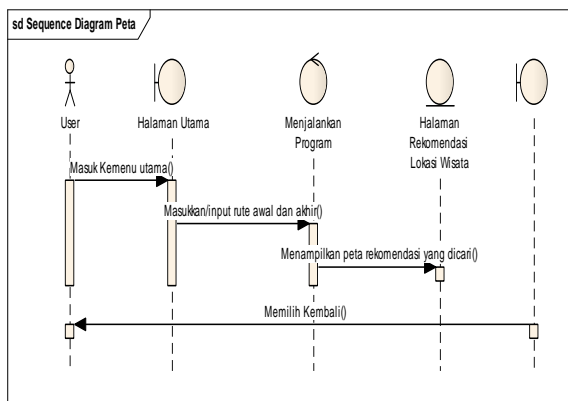 sd Sequence Diagram Peta
User
Halaman Utama
Menjalankan
Program
Halaman
Rekomendasi
Lokasi Wisata
Masuk Kemenu utama()
Masukkan/input rute awal dan akhir()
Menampilkan peta rekomendasi yang dicari()
Memilih Kembali()